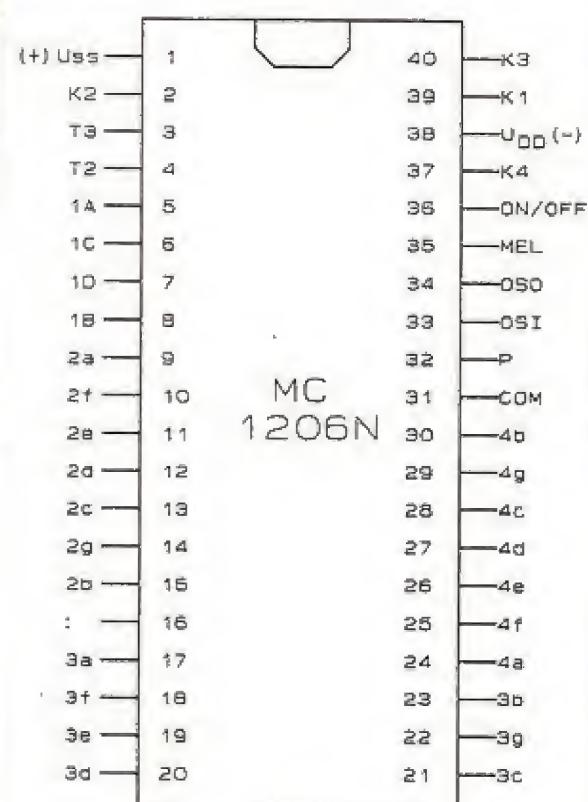 (+) Uss 1 40 K3
K2 2 39 K1
T3 3 38 UDD (-)
T2 4 37 K4
1A 5 36 ON/OFF
1C 6 35 MEL
1D 7 34 OSO
1B 8 33 OSI
2a 9 32 P
2f 10 31 COM
MC
1206N
2e 11 30 4b
2d 12 29 4g
2c 13 28 4c
2g 14 27 4d
2b 15 26 4e
: 16 25 4f
3a 17 24 4a
3f 18 23 3b
3e 19 22 3g
3d 20 21 3c